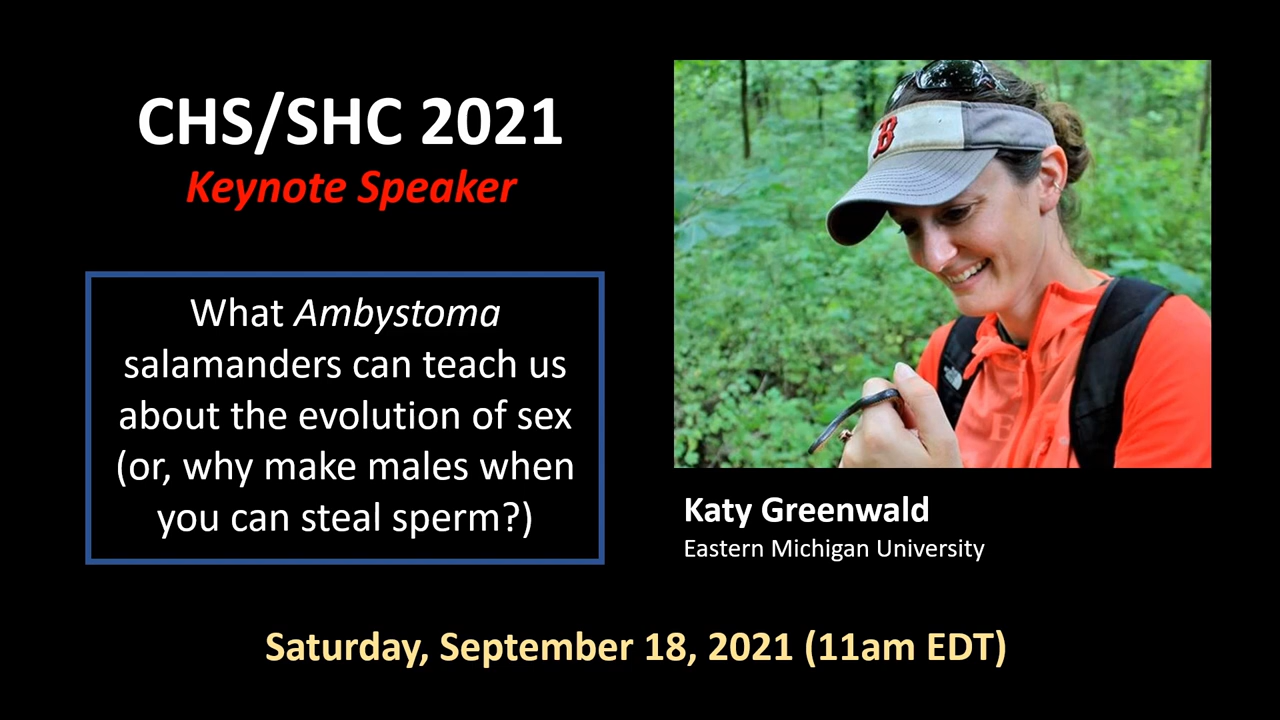 CHS/SHC 2021
Keynote Speaker
What Ambystoma
salamanders can teach us
about the evolution of sex
(or, why make males when
you can steal sperm?)
B
Katy Greenwald
Eastern Michigan University
Saturday, September 18, 2021 (11am EDT)